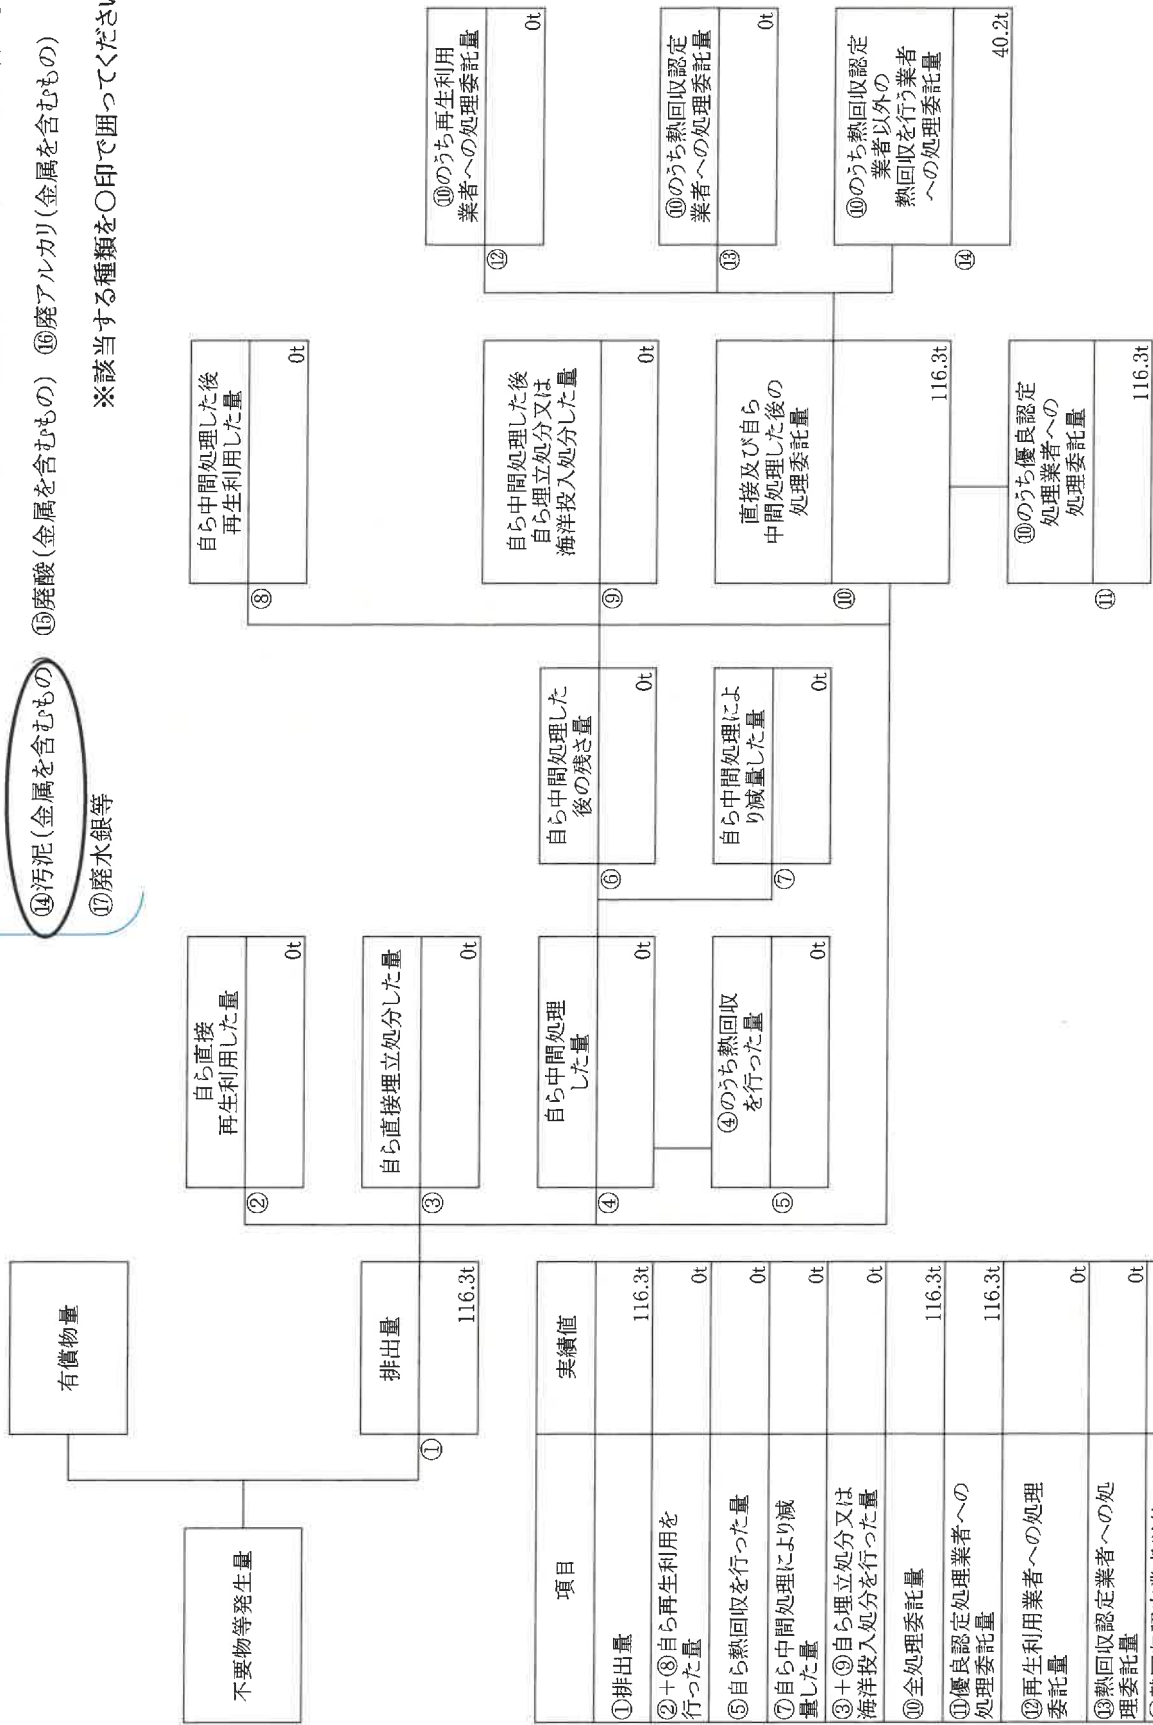 ⑭汚泥(金属を含むもの) ⑮廃酸(金属を含むもの) ⑯廃アルカリ(金属を含むもの)
⑰廃水銀等
※該当する種類を○印で囲ってください
不要物等発生量
有償物量
①
排出量
116.3t
②
自ら直接
再生利用した量
0t
③
自ら直接埋立処分した量
0t
④
自ら中間処理
した量
0t
⑤
④のうち熱回収
を行った量
0t
⑥
自ら中間処理した
後の残さ量
0t
⑦
自ら中間処理によ
り減量した量
0t
⑧
自ら中間処理した後
再生利用した量
0t
⑨
自ら中間処理した後
自ら埋立処分又は
海洋投入処分した量
0t
⑩
直接及び自ら
中間処理した後の
処理委託量
116.3t
⑪
⑩のうち優良認定
処理業者への
処理委託量
116.3t
⑫
⑩のうち再生利用
業者への処理委託量
0t
⑬
⑩のうち熱回収認定
業者への処理委託量
0t
⑭
⑩のうち熱回収認定
業者以外の
熱回収を行う業者
への処理委託量
40.2t
項目 実績値
①排出量 116.3t
②+⑧自ら再生利用を
行った量 0t
⑤自ら熱回収を行った量 0t
⑦自ら中間処理により減
量した量 0t
③+⑨自ら埋立処分又は
海洋投入処分を行った量 0t
⑩全処理委託量 116.3t
⑪優良認定処理業者への
処理委託量 116.3t
⑫再生利用業者への処理
委託量 0t
⑬熱回収認定業者への処
理委託量 0t